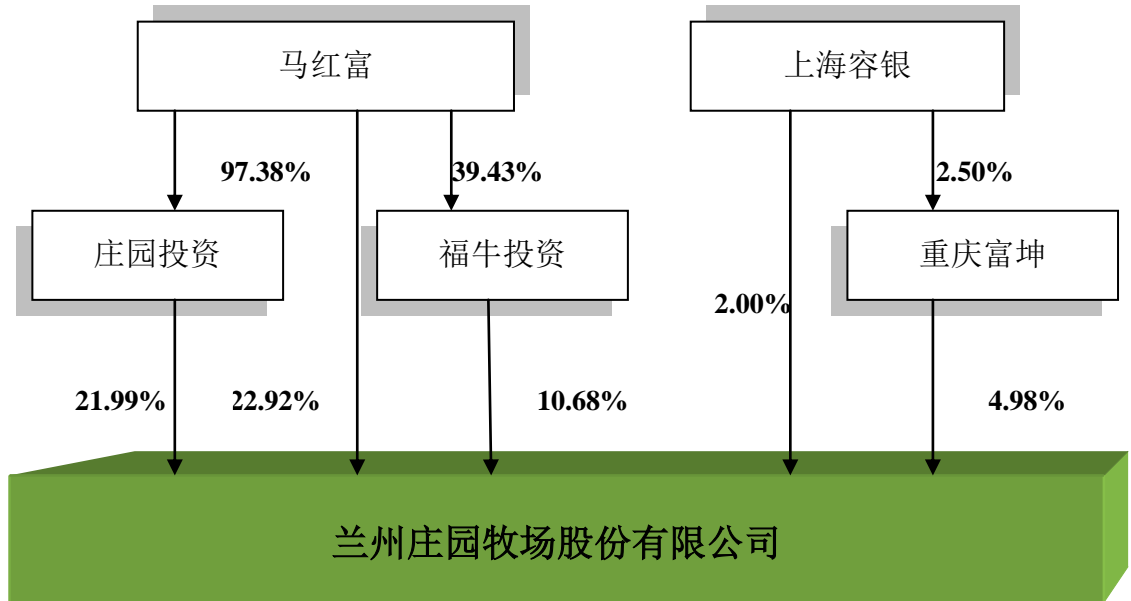 马红富
上海容银
97.38%
39.43%
2.50%
庄园投资
福牛投资
重庆富坤
2.00%
21.99%
22.92%
10.68%
4.98%
兰州庄园牧场股份有限公司